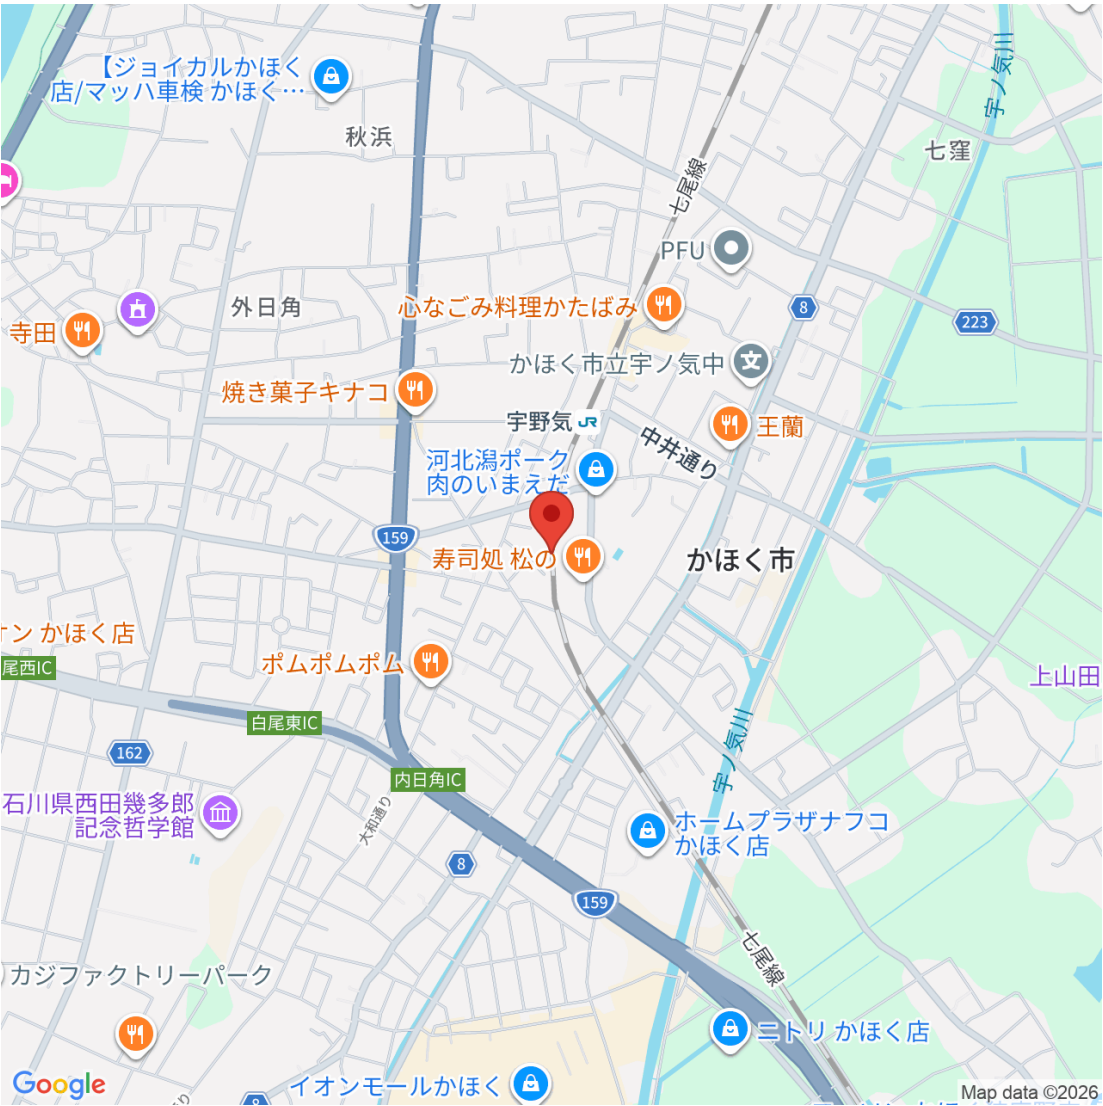 宇ノ気川
【ジョイカルかほく
店/マッハ車検 かほく…
秋浜
七窪
七尾線
PFU
外日角
心なごみ料理かたばみ
8
223
寺田
かほく市立宇ノ気中
文
焼き菓子キナコ
宇野気
JR
王蘭
中井通り
河北潟ポーク
肉のいまえだ
159
寿司処 松の
かほく市
オン かほく店
尾西IC
ポムポムポム
上山田
白尾東IC
宇ノ気川
162
内日角IC
石川県西田幾多郎
記念哲学館
大和通り
ホームプラザナフコ
かほく店
8
159
七尾線
カジファクトリーパーク
ニトリ かほく店
イオンモールかほく
Google
8
Map data ©2026